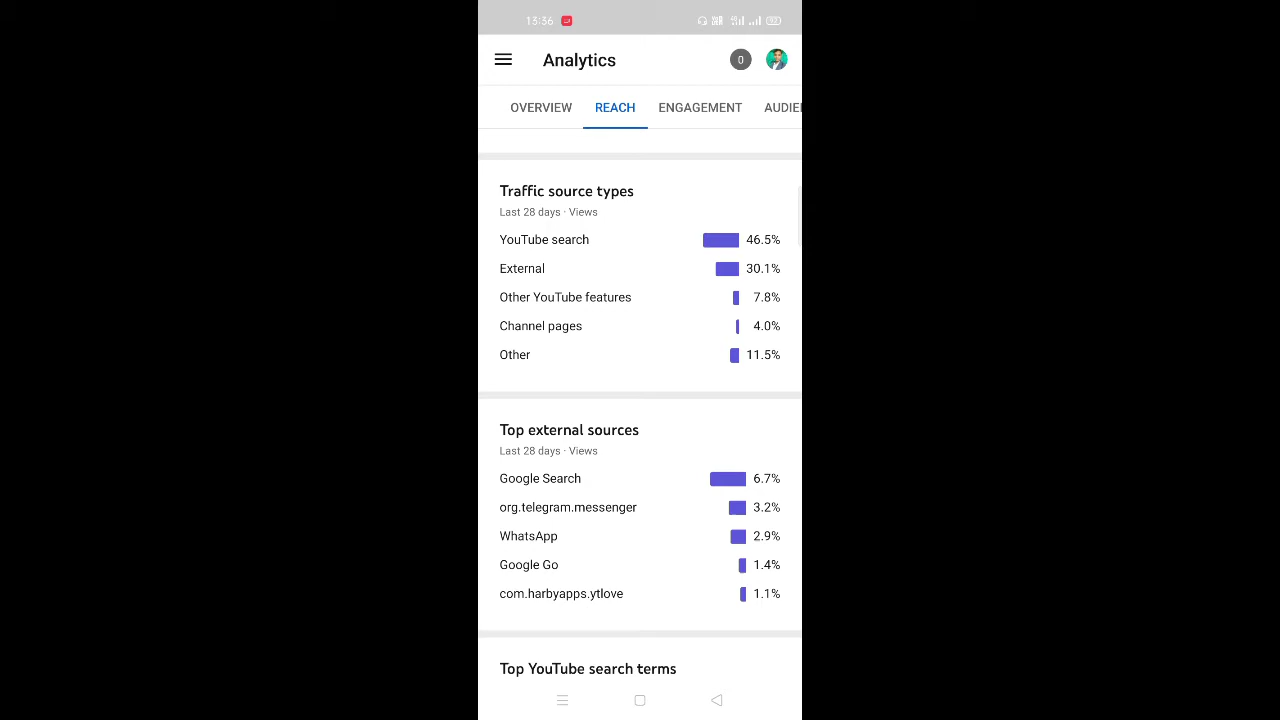 13:36
Analytics
0
OVERVIEW REACH ENGAGEMENT AUDIE
Traffic source types
Last 28 days · Views
YouTube search 46.5%
External 30.1%
Other YouTube features 7.8%
Channel pages 4.0%
Other 11.5%
Top external sources
Last 28 days · Views
Google Search 6.7%
org.telegram.messenger 3.2%
WhatsApp 2.9%
Google Go 1.4%
com.harbyapps.ytlove 1.1%
Top YouTube search terms